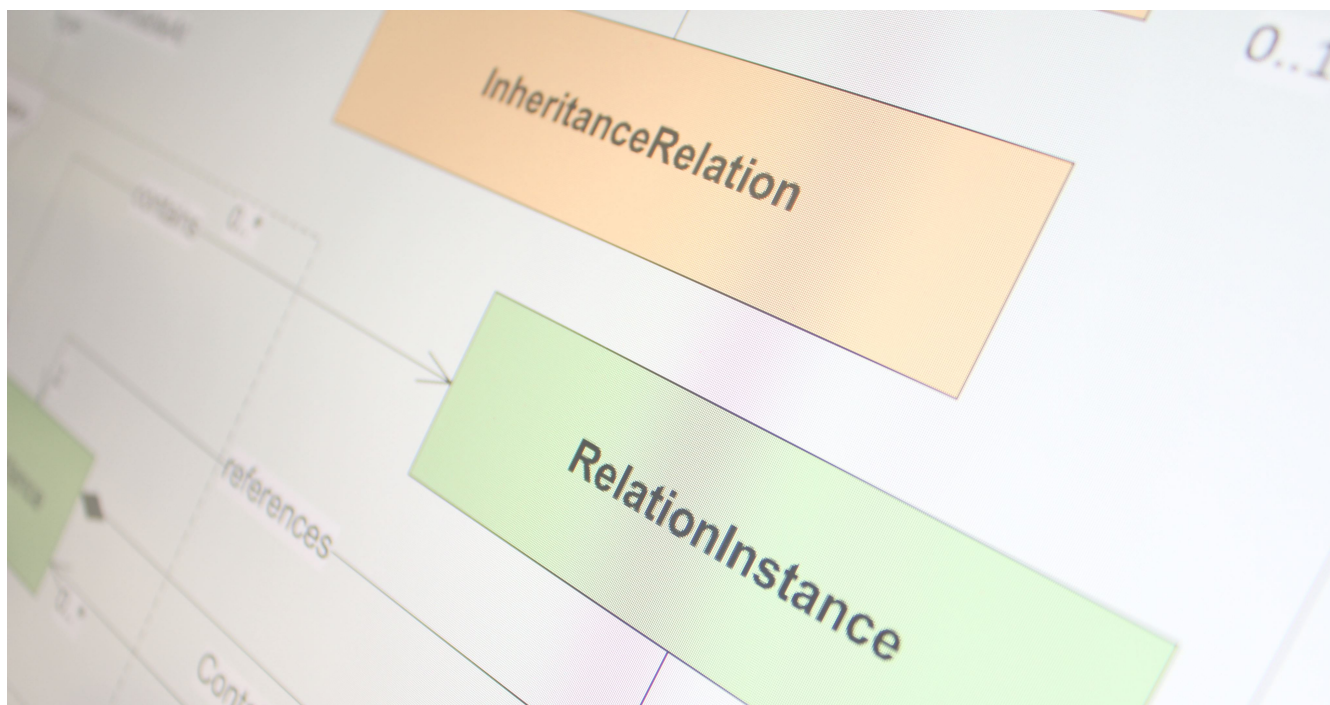 0..1
InheritanceRelation
contains
0..*
RelationInstance
references
0..*